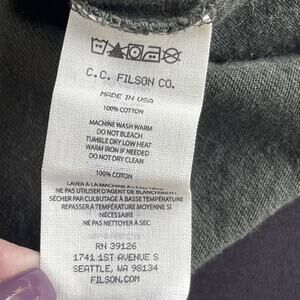 C.C. FILSON CO.
MADE IN USA
100% COTTON
MACHINE WASH WARM
DO NOT BLEACH
TUMBLE DRY LOW HEAT
WARM IRON IF NEEDED
DO NOT DRY CLEAN
100% COTON
LAVER À LA MACHINE À L'EAU
NE PAS UTILISER D'AGENT DE BLANCHIMENT
SÉCHER PAR CULBUTAGE À BASSE TEMPÉRATURE
REPASSER À TEMPÉRATURE MOYENNE SI
NÉCESSAIRE
NE PAS NETTOYER À SEC
RN 39126
1741 1ST AVENUE S
SEATTLE, WA 98134
FILSON.COM